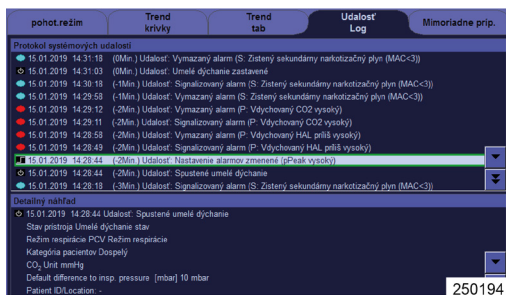 pohot.režim
Trend krivky
Trend tab
Udalosť Log
Mimoriadne príp.
Protokol systémových udalostí
15.01.2019 14:31:18 (0Min.) Udalosť: Vymazaný alarm (S: Zistený sekundárny narkotizačný plyn (MAC<3))
15.01.2019 14:31:03 (0Min.) Udalosť: Umelé dýchanie zastavené
15.01.2019 14:30:18 (-1Min.) Udalosť: Signalizovaný alarm (S: Zistený sekundárny narkotizačný plyn (MAC<3))
15.01.2019 14:29:58 (-1Min.) Udalosť: Vymazaný alarm (S: Zistený sekundárny narkotizačný plyn (MAC<3))
15.01.2019 14:29:12 (-2Min.) Udalosť: Vymazaný alarm (P: Vdychovaný CO2 vysoký)
15.01.2019 14:29:11 (-2Min.) Udalosť: Signalizovaný alarm (P: Vdychovaný CO2 vysoký)
15.01.2019 14:28:58 (-2Min.) Udalosť: Vymazaný alarm (P: Vdychovaný HAL príliš vysoký)
15.01.2019 14:28:49 (-2Min.) Udalosť: Signalizovaný alarm (P: Vdychovaný HAL príliš vysoký)
15.01.2019 14:28:44 (-2Min.) Udalosť: Nastavenie alarmov zmenené (pPeak vysoký)
15.01.2019 14:28:44 (-2Min.) Udalosť: Spustené umelé dýchanie
15.01.2019 14:28:18 (-3Min.) Udalosť: Signalizovaný alarm (S: Zistený sekundárny narkotizačný plyn (MAC<3))
Detailný náhľad
15.01.2019 14:28:44 Udalosť: Spustené umelé dýchanie
Stav prístroja Umelé dýchanie stav
Režim respirácie PCV Režim respirácie
Kategória pacientov Dospelý
CO2 Unit mmHg
Default difference to insp. pressure [mbar] 10 mbar
Patient ID/Location: -
250194